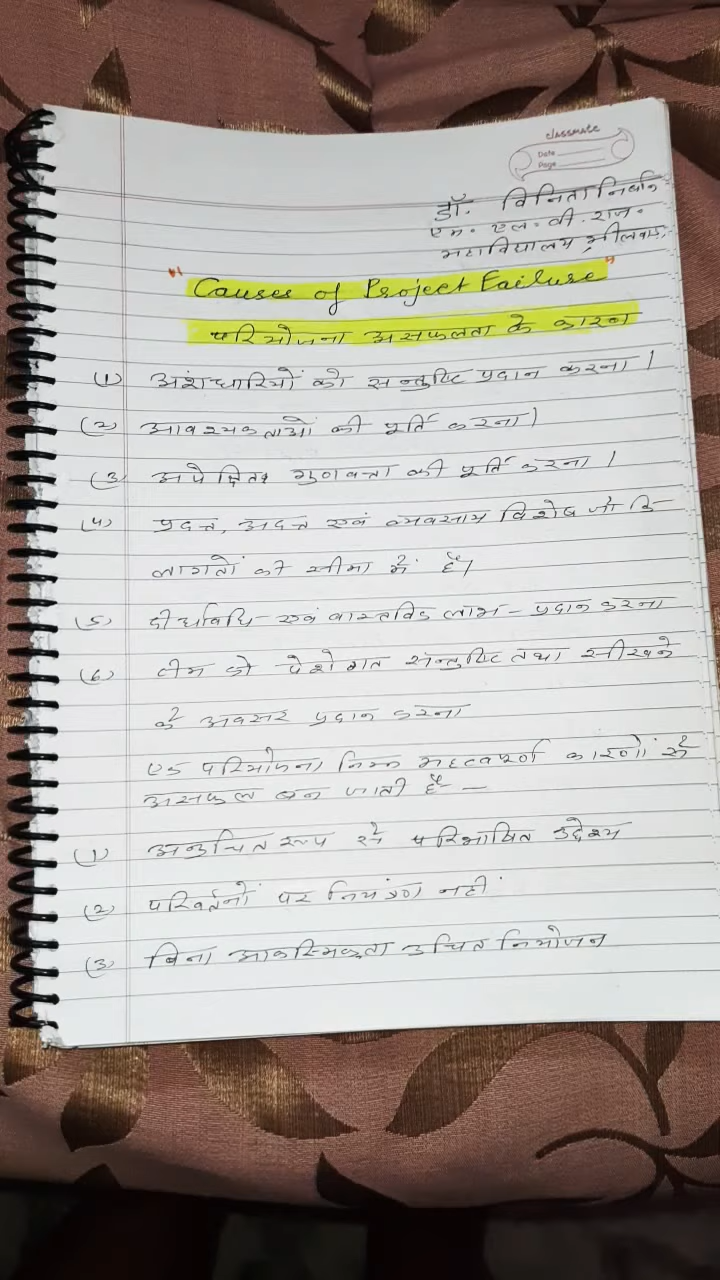 classmate
Date
Page
डॉ. विनिता
एम. एल. वी. राज.
महाविद्यालय, भीलवाड़ा
"Causes of Project Failure"
परियोजना असफलता के कारण
(1) अंशधारियों को सन्तुष्टि प्रदान करना।
(2) आवश्यकताओं की पूर्ति करना।
(3) अपेक्षित गुणवत्ता की पूर्ति करना।
(4) प्रदत्त, अदत्त एवं व्यवसाय विशेष जो कि
लागतों की सीमा में है।
(5) दीर्घावधि एवं वास्तविक लाभ - प्रदान करना
(6) टीम को पेशेगत संन्तुष्टि तथा सीखने
के अवसर प्रदान करना
एक परियोजना निम्न महत्वपूर्ण कारणों से
असफल बन जाती है -
(1) अनुचित रूप से परिभाषित उद्देश्य
(2) परिवर्तनों पर नियंत्रण नहीं
(3) बिना आकस्मिकता उचित नियोजन